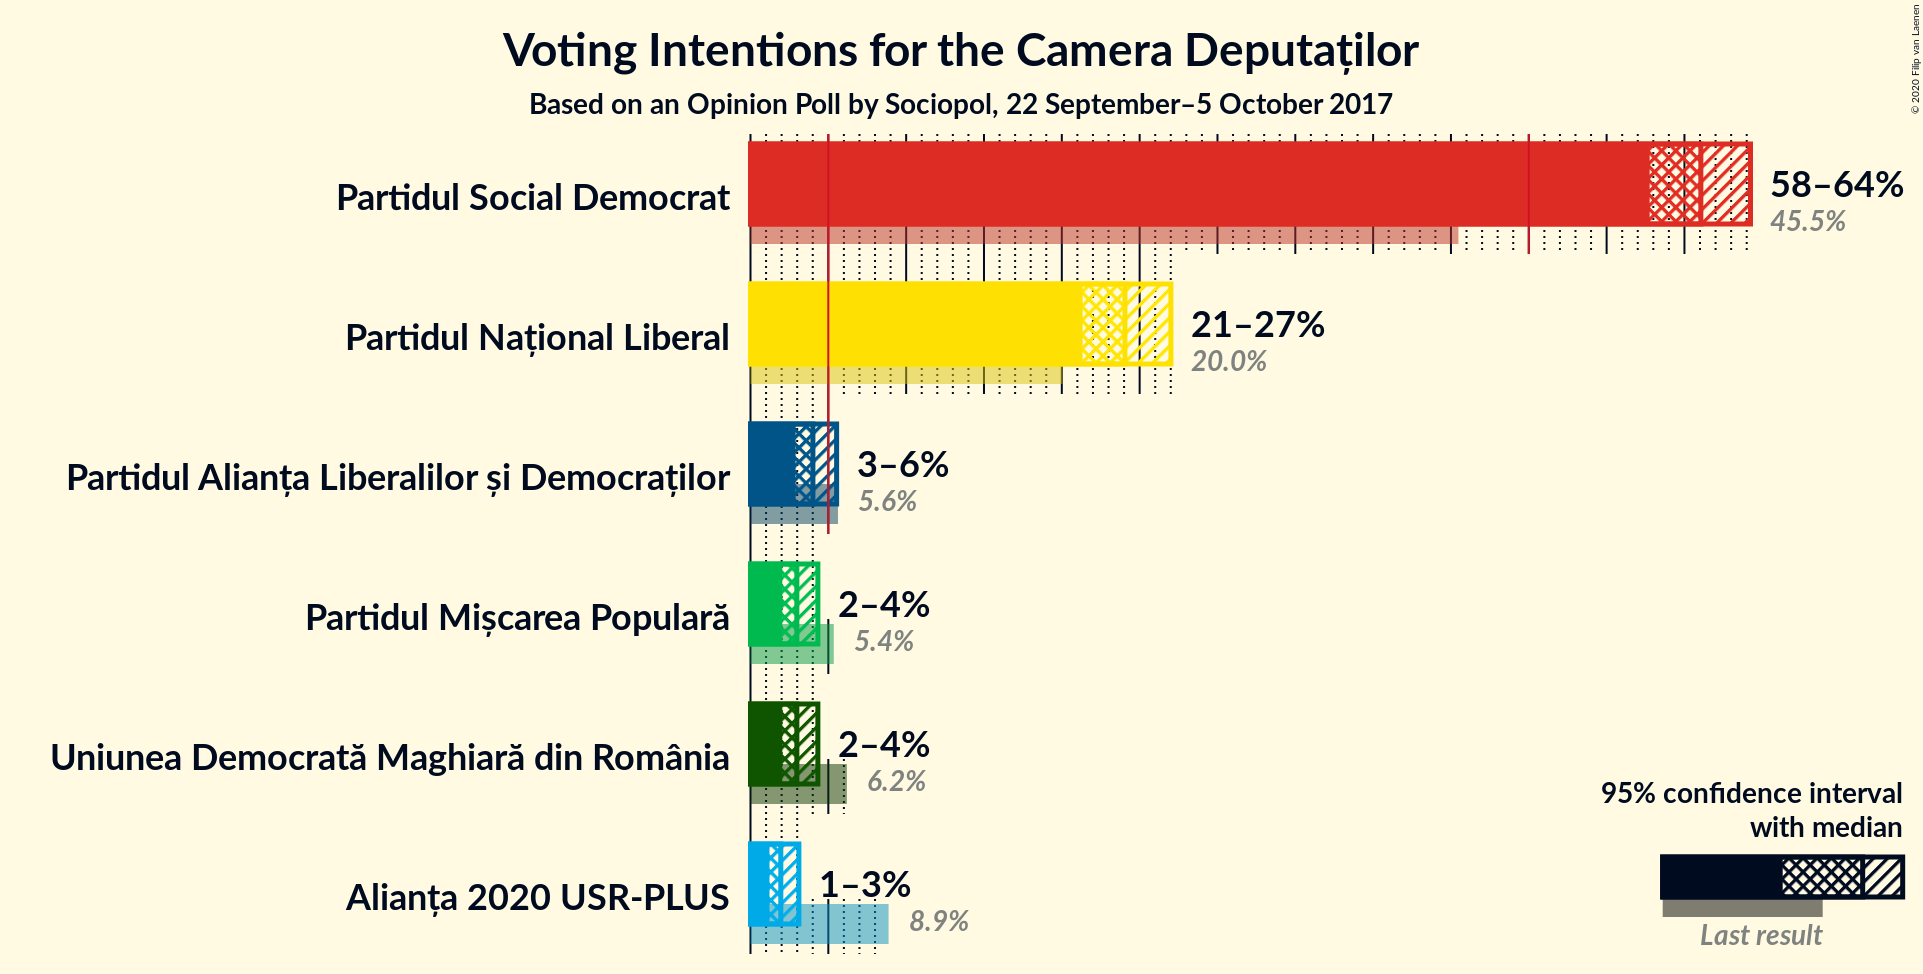 Voting Intentions for the Camera Deputaților
Based on an Opinion Poll by Sociopol, 22 September–5 October 2017
© 2020 Filip van Laenen
Partidul Social Democrat
58–64%
45.5%
Partidul Național Liberal
21–27%
20.0%
Partidul Alianța Liberalilor și Democraților
3–6%
5.6%
Partidul Mișcarea Populară
2–4%
5.4%
Uniunea Democrată Maghiară din România
2–4%
6.2%
Alianța 2020 USR-PLUS
1–3%
8.9%
95% confidence interval
with median
Last result